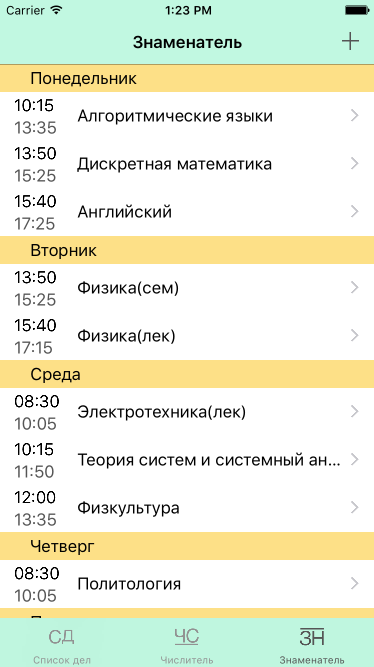 Carrier 1:23 PM
Знаменатель +
Понедельник
10:15
Алгоритмические языки
13:35
13:50
Дискретная математика
15:25
15:40
Английский
17:25
Вторник
13:50
Физика(сем)
15:25
15:40
Физика(лек)
17:15
Среда
08:30
Электротехника(лек)
10:05
10:15
Теория систем и системный ан...
11:50
12:00
Физкультура
13:35
Четверг
08:30
Политология
10:05
СД ЧС ЗН
Список дел Числитель Знаменатель